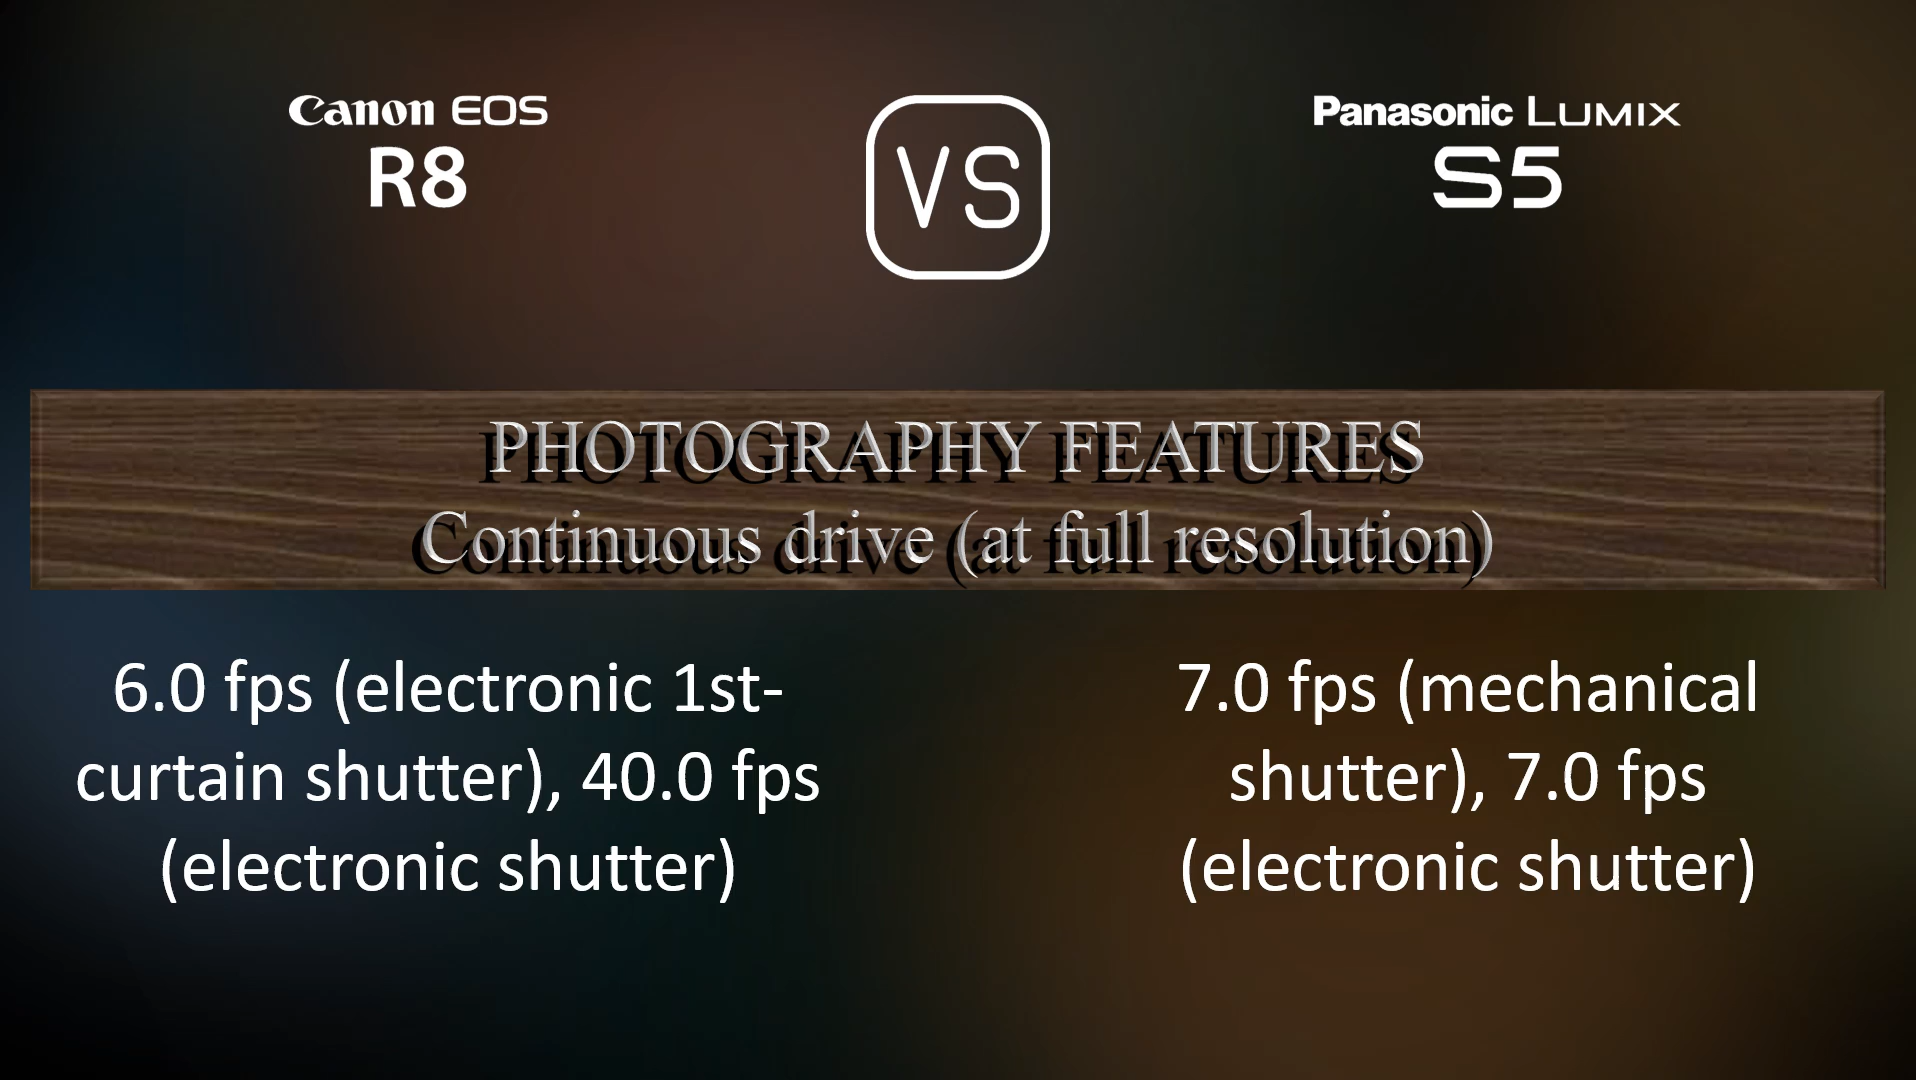 Canon EOS
R8
VS
Panasonic LUMIX
S5
PHOTOGRAPHY FEATURES
Continuous drive (at full resolution)
6.0 fps (electronic 1st-
curtain shutter), 40.0 fps
(electronic shutter)
7.0 fps (mechanical
shutter), 7.0 fps
(electronic shutter)